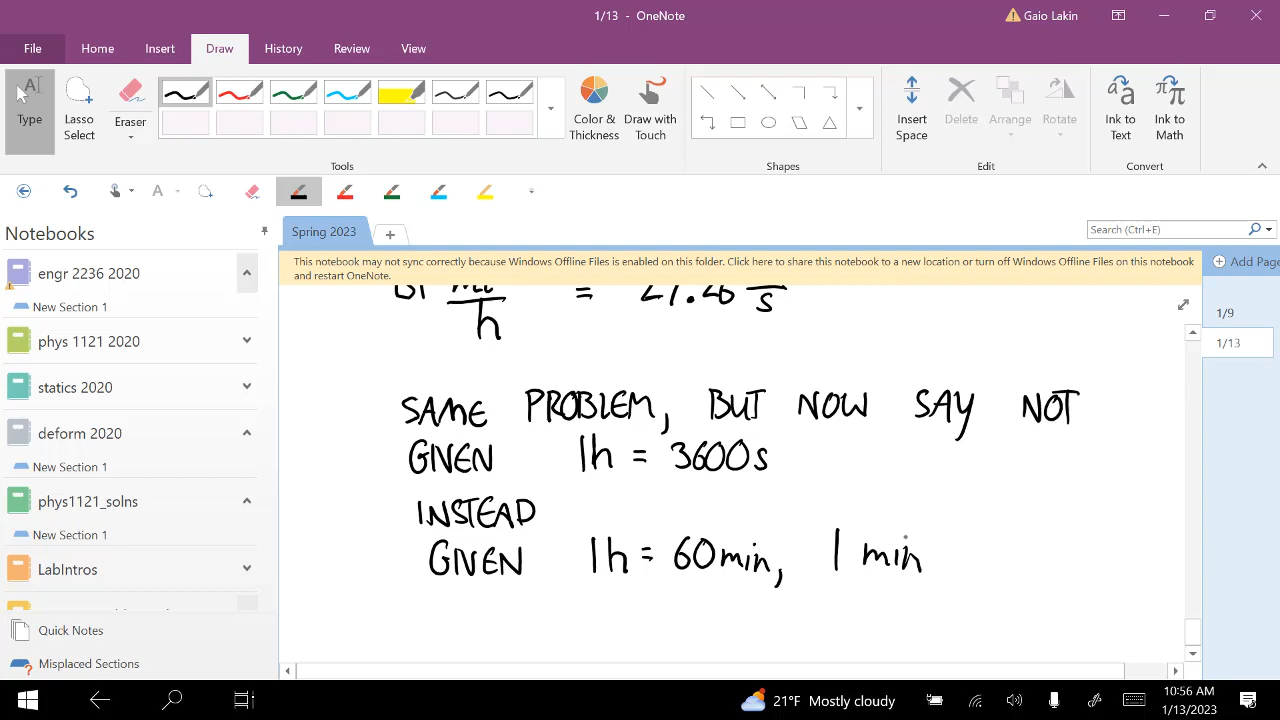 1/13 - OneNote
Gaio Lakin
File Home Insert Draw History Review View
Type
Lasso Select
Eraser
Color & Thickness
Draw with Touch
Insert Space
Delete
Arrange
Rotate
Ink to Text
Ink to Math
Tools
Shapes
Edit
Convert
Notebooks
Spring 2023
Search (Ctrl+E)
This notebook may not sync correctly because Windows Offline Files is enabled on this folder. Click here to share this notebook to a new location or turn off Windows Offline Files on this notebook
and restart OneNote.
Add Page
1/9
1/13
engr 2236 2020
New Section 1
phys 1121 2020
statics 2020
deform 2020
New Section 1
phys1121_solns
New Section 1
LabIntros
Quick Notes
Misplaced Sections
h = s
SAME PROBLEM, BUT NOW SAY NOT
GIVEN 1h = 3600s
INSTEAD
GIVEN 1h = 60min, 1 min
21°F Mostly cloudy
10:56 AM
1/13/2023